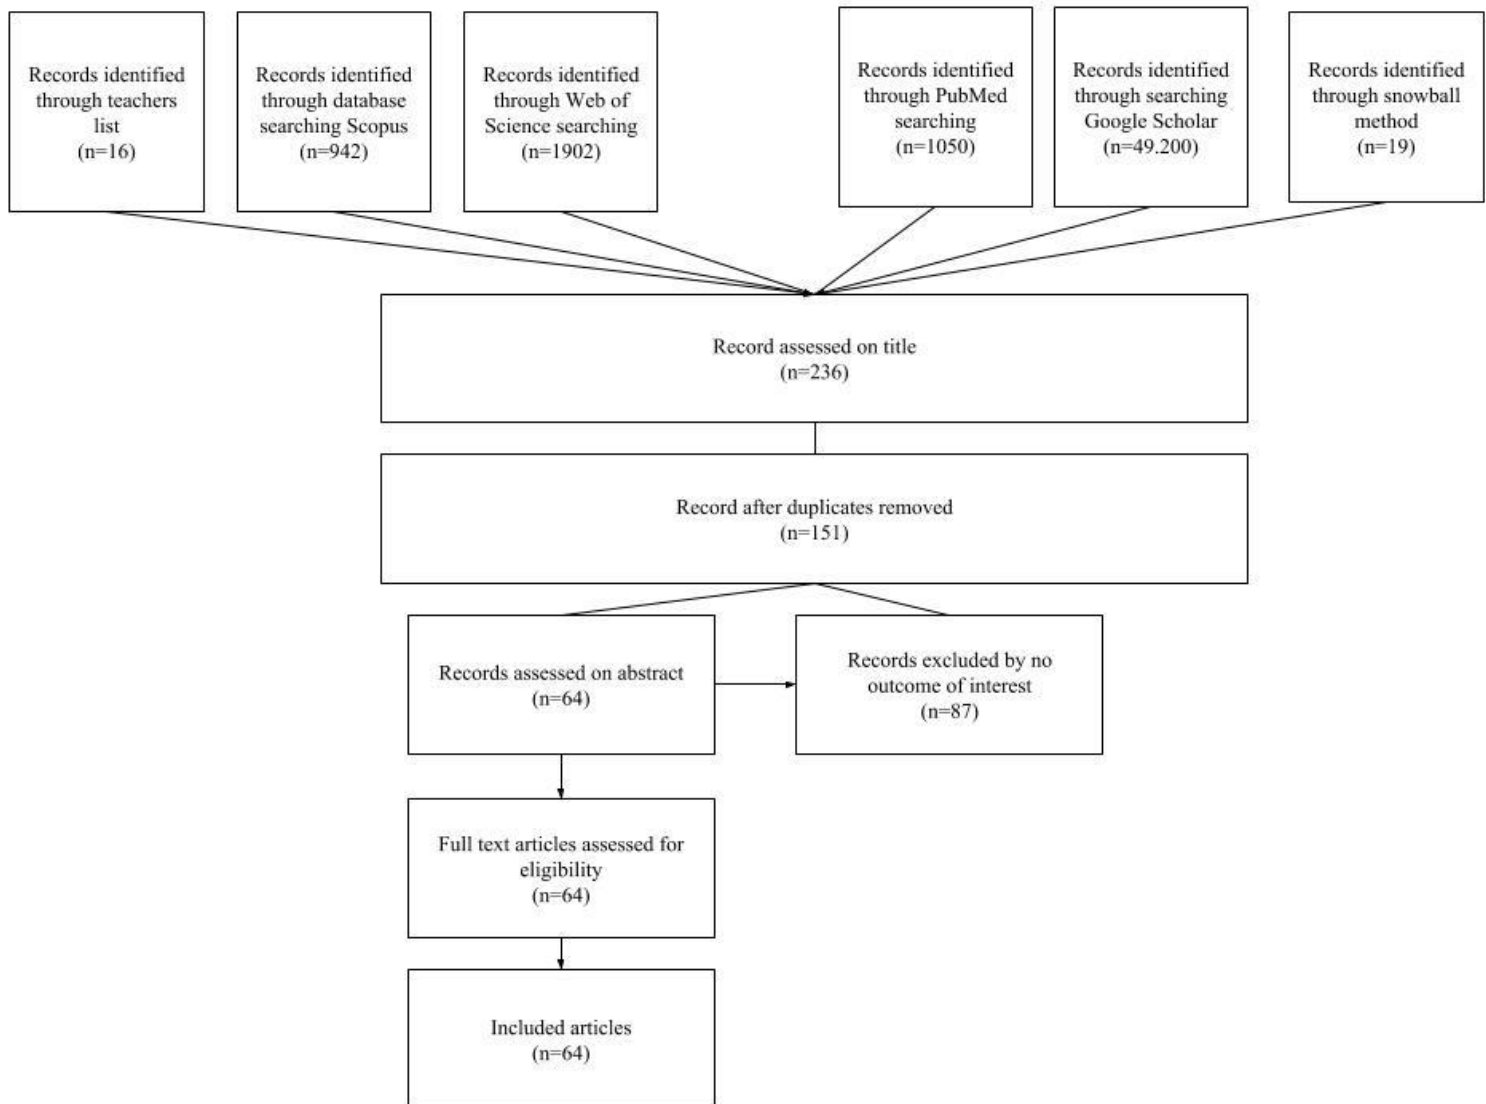 Records identified
through teachers
list
(n=16)
Records identified
through database
searching Scopus
(n=942)
Records identified
through Web of
Science searching
(n=1902)
Records identified
through PubMed
searching
(n=1050)
Records identified
through searching
Google Scholar
(n=49.200)
Records identified
through snowball
method
(n=19)
Record assessed on title
(n=236)
Record after duplicates removed
(n=151)
Records assessed on abstract
(n=64)
Records excluded by no
outcome of interest
(n=87)
Full text articles assessed for
eligibility
(n=64)
Included articles
(n=64)